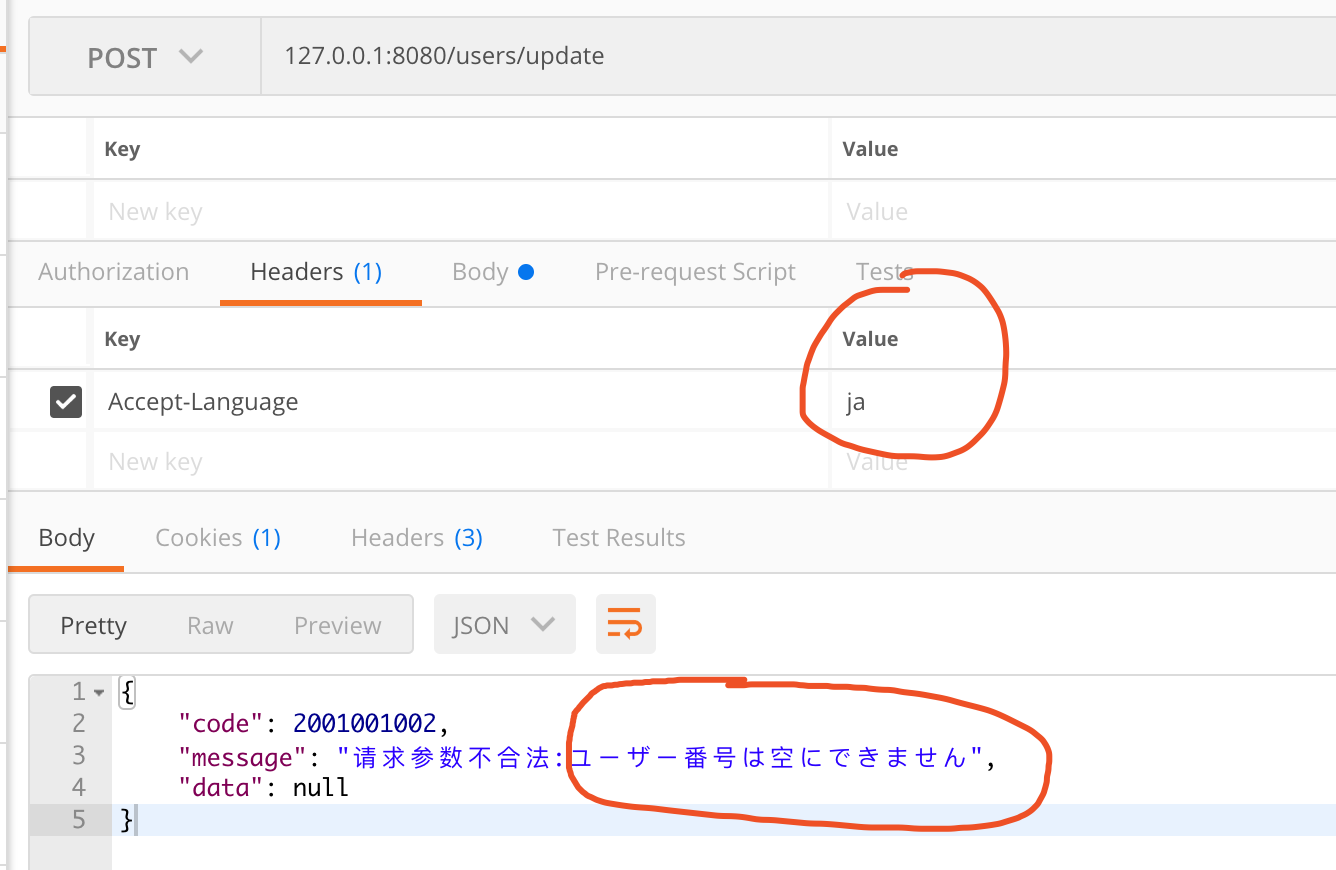 POST 127.0.0.1:8080/users/update
Key Value
New key Value
Authorization Headers (1) Body Pre-request Script Tests
Key Value
Accept-Language ja
New key Value
Body Cookies (1) Headers (3) Test Results
Pretty Raw Preview JSON
1 {
2 "code": 2001001002,
3 "message": "请求参数不合法:ユーザー番号は空にできません",
4 "data": null
5 }